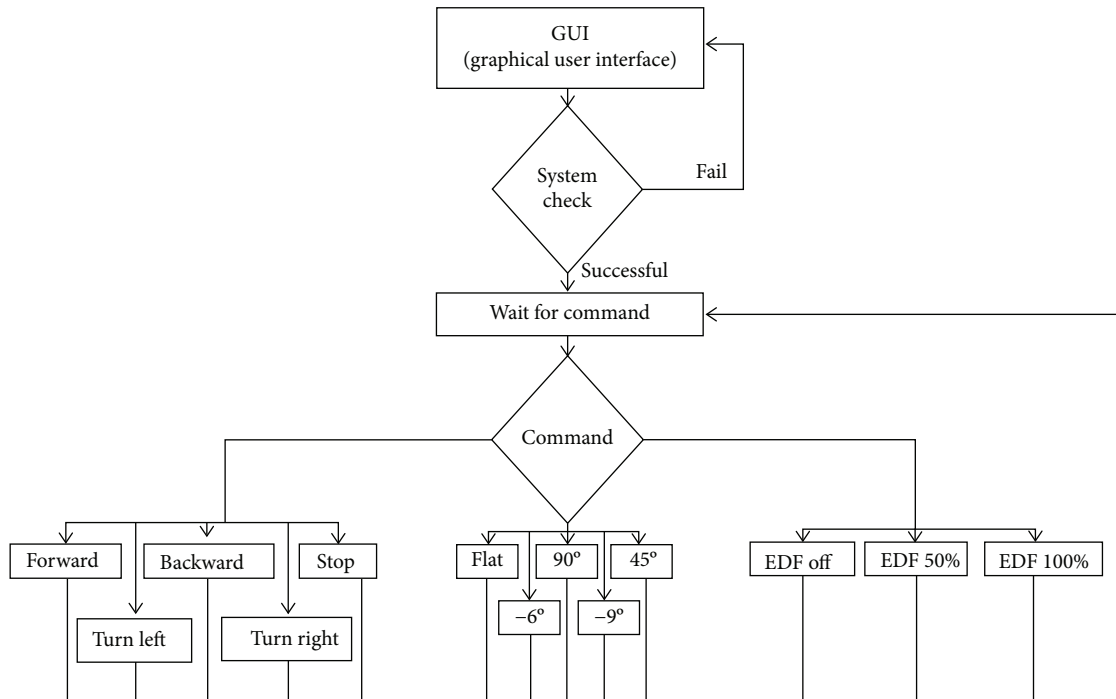 GUI
(graphical user interface)
System
check
Fail
Successful
Wait for command
Command
Forward
Backward
Stop
Flat
90º
45º
EDF off
EDF 50%
EDF 100%
−6º
−9º
Turn left
Turn right